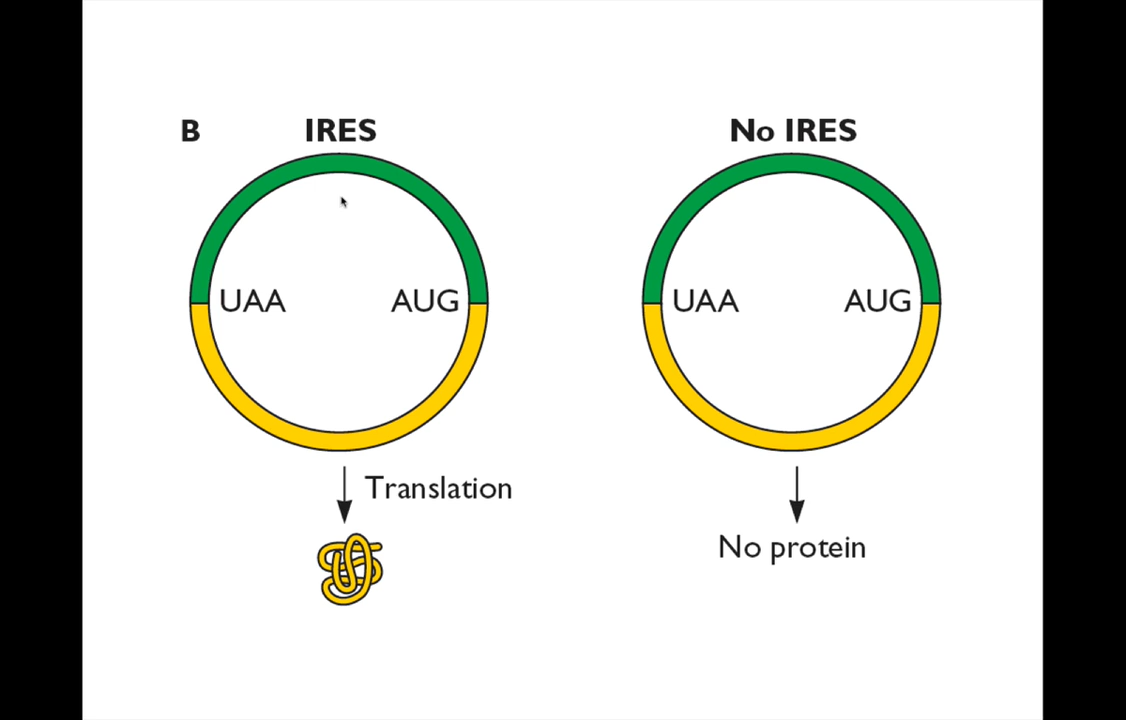 B
IRES
No IRES
UAA
AUG
UAA
AUG
Translation
No protein